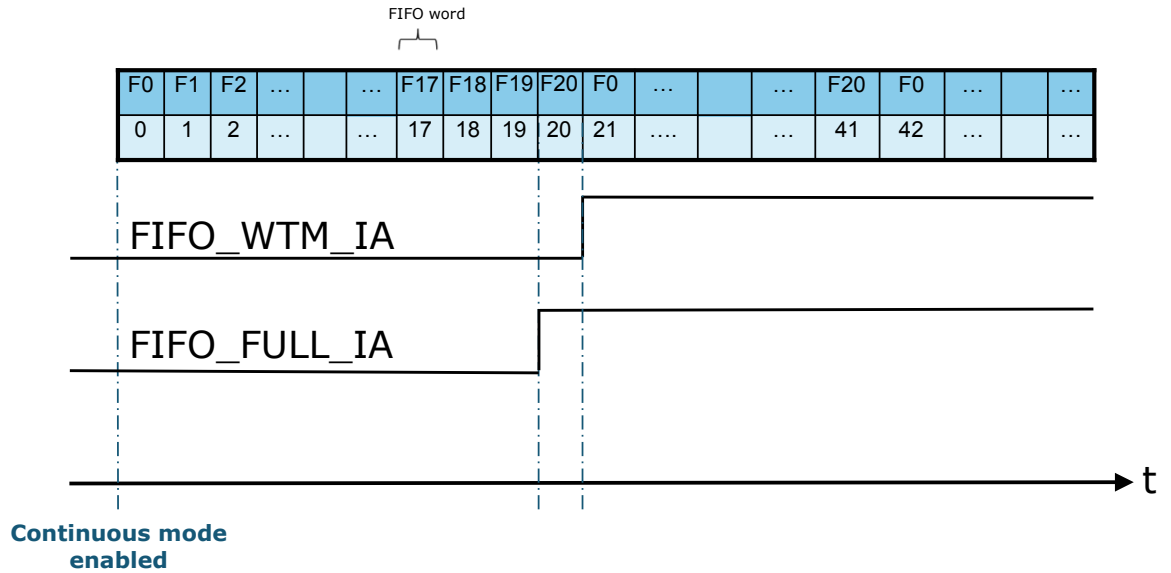 FIFO word
F0 F1 F2 … … F17 F18 F19 F20 F0 … … F20 F0 … …
0 1 2 … … 17 18 19 20 21 .... … 41 42 … …
FIFO_WTM_IA
FIFO_FULL_IA
t
Continuous mode
enabled